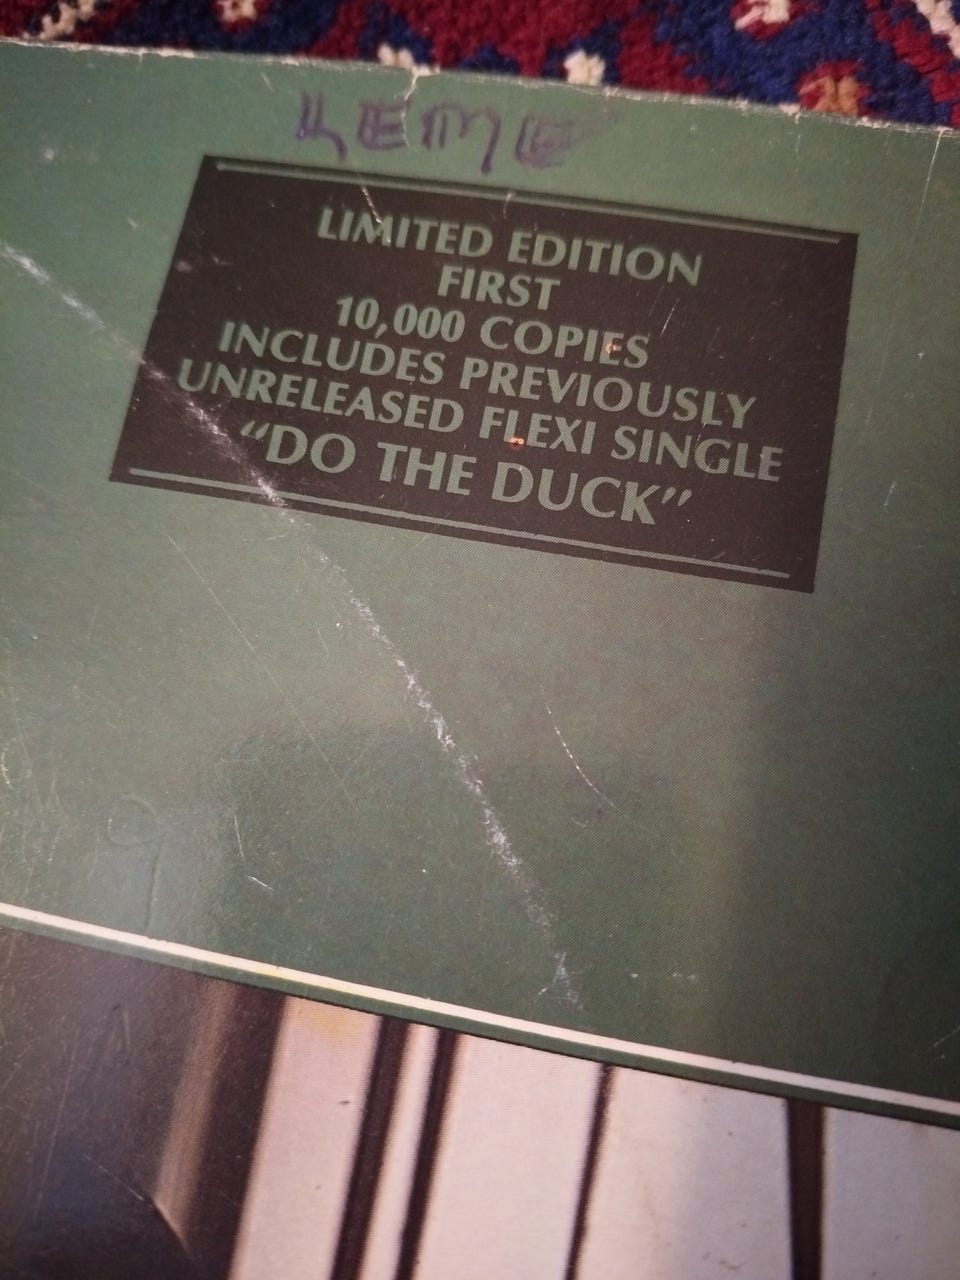 LEME
LIMITED EDITION
FIRST
10,000 COPIES
INCLUDES PREVIOUSLY
UNRELEASED FLEXI SINGLE
“DO THE DUCK”